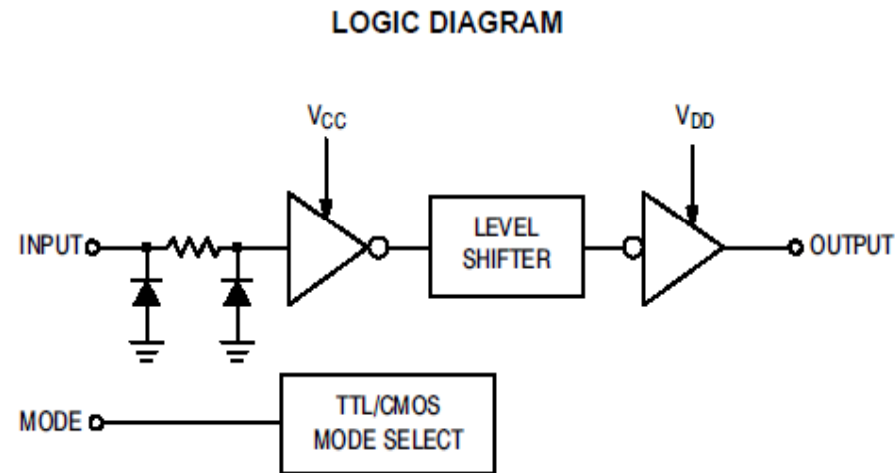 LOGIC DIAGRAM
VCC
VDD
INPUT
LEVEL
SHIFTER
OUTPUT
MODE
TTL/CMOS
MODE SELECT